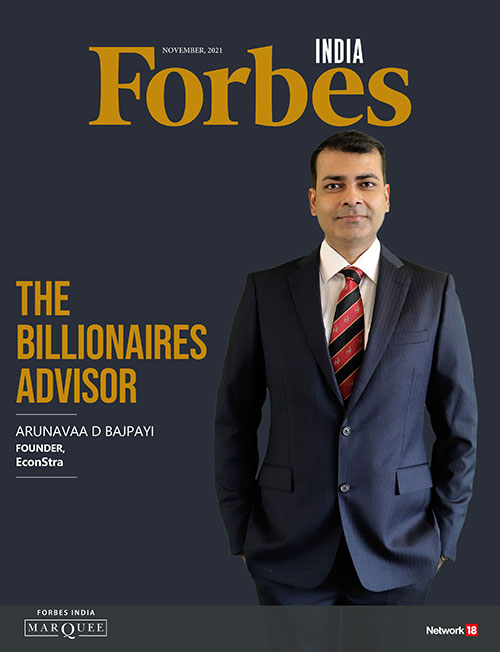 NOVEMBER, 2021
INDIA
Forbes
THE
BILLIONAIRES
ADVISOR
ARUNAVAA D BAJPAYI
FOUNDER,
EconStra
FORBES INDIA
MARQUEE
Network 18